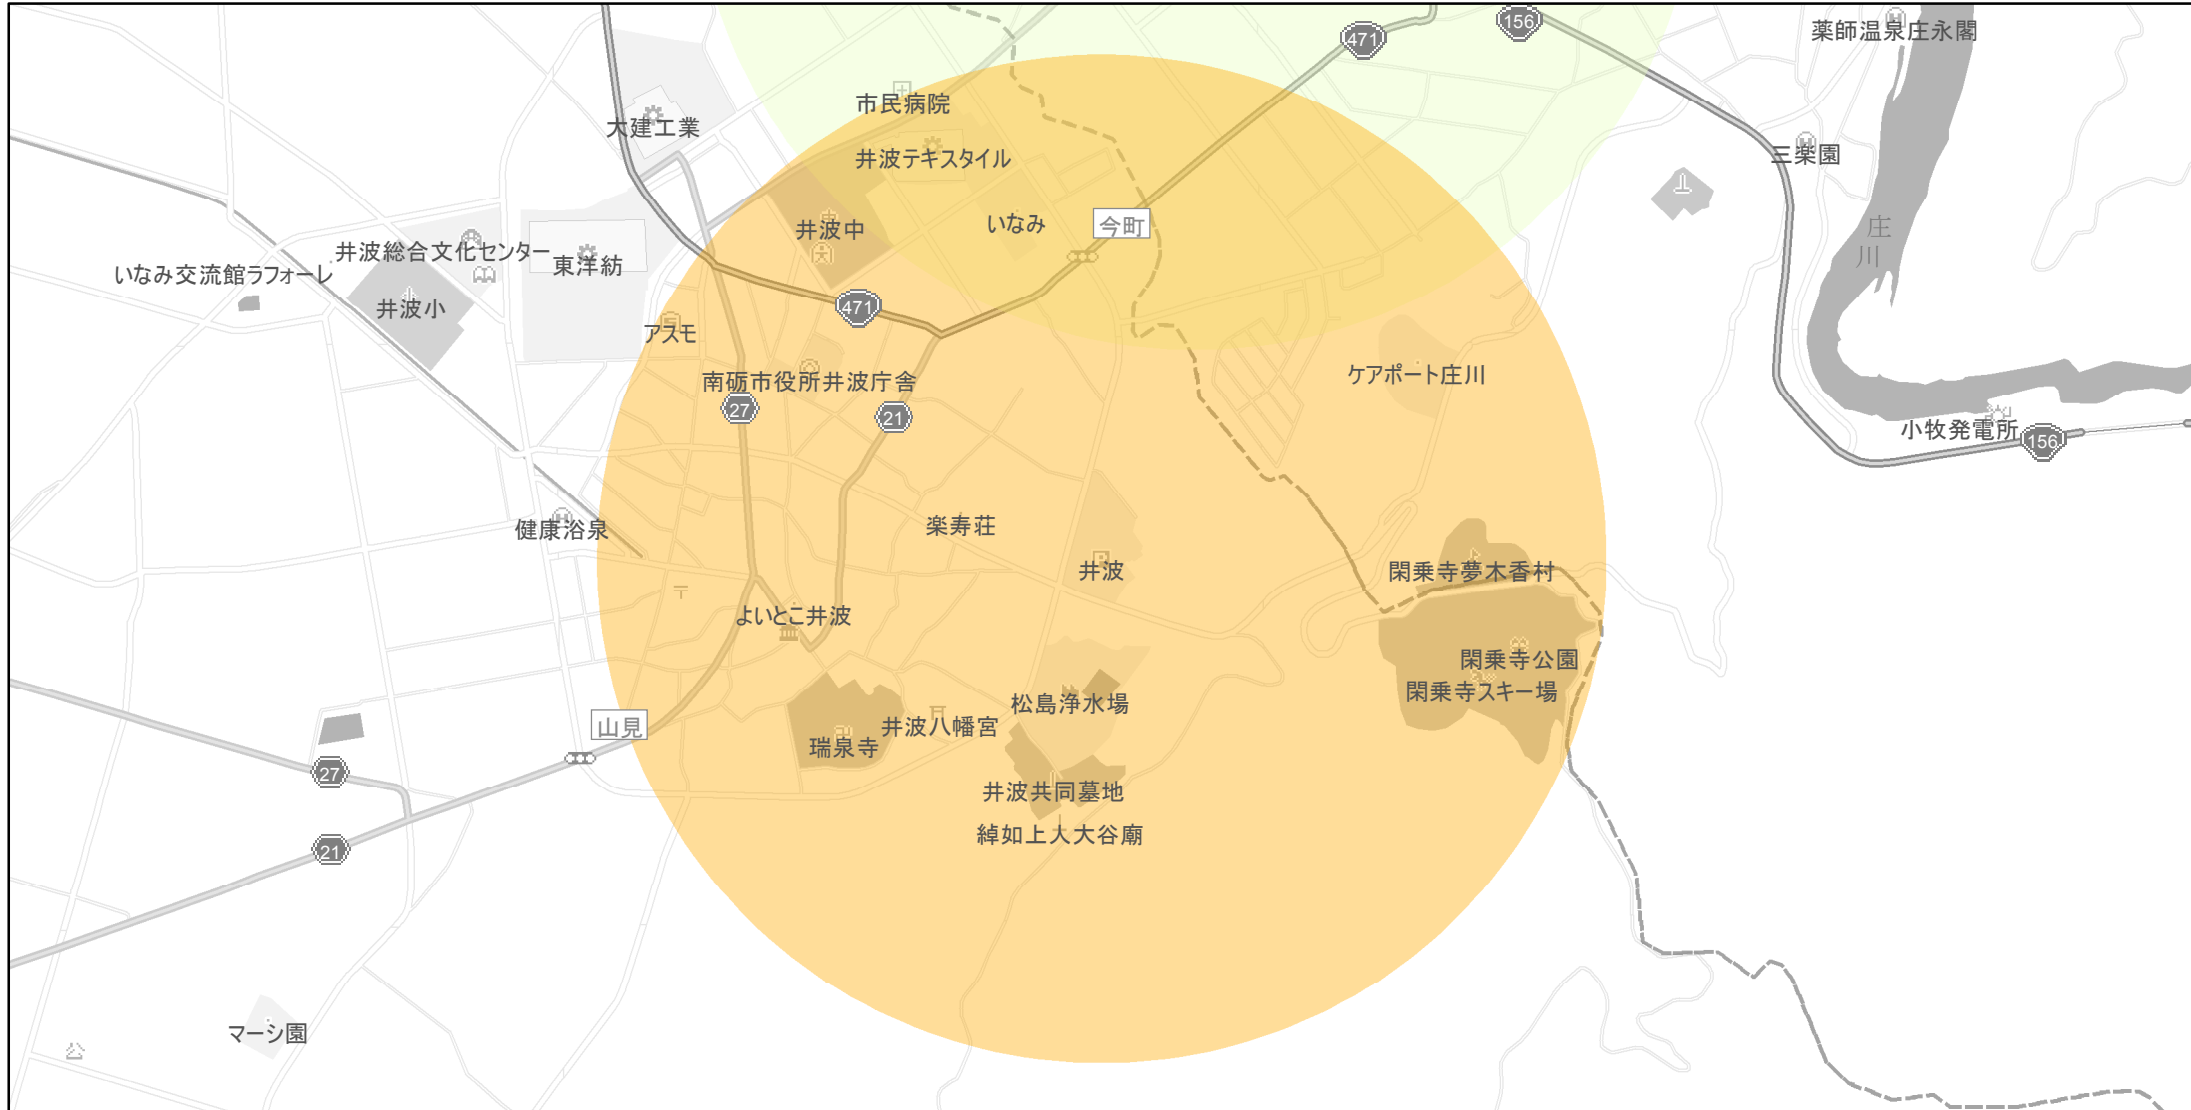 156
471
薬師温泉庄永閣
市民病院
大建工業
井波テキスタイル
三楽園
いなみ
今町
井波中
庄川
井波総合文化センター
東洋紡
いなみ交流館ラフォーレ
井波小
471
アスモ
南砺市役所井波庁舎
ケアポート庄川
27
21
小牧発電所
156
楽寿荘
健康浴泉
井波
閑乗寺夢木香村
よいとこ井波
閑乗寺公園
閑乗寺スキー場
松島浄水場
山見
井波八幡宮
瑞泉寺
27
井波共同墓地
綽如上人大谷廟
21
マーシ園
公